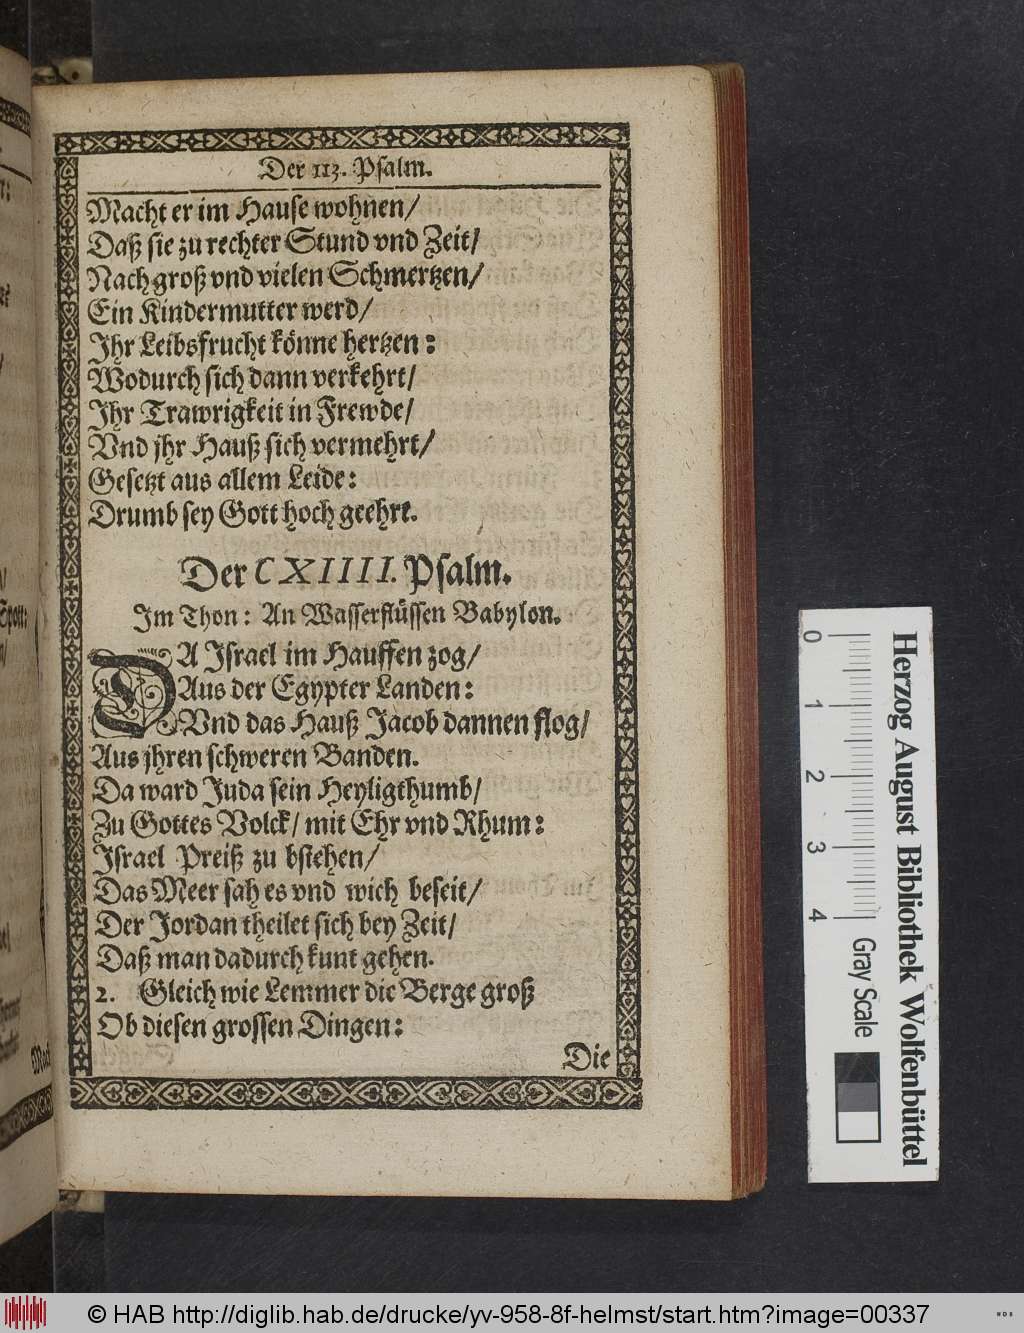 Der 113. Psalm.
Macht er im Hause wohnen/
Daß sie zu rechter Stund vnd Zeit/
Nach groß vnd vielen Schmertzen/
Ein Kindermutter werd/
Ihr Leibsfrucht könne hertzen:
Wodurch sich dann verkehrt/
Ihr Trawrigkeit in Frewde/
Vnd jhr Hauß sich vermehrt/
Gesetzt aus allem Leide:
Drumb sey Gott hoch geehrt.
Der CXIIII. Psalm.
Im Thon: An Wasserflüssen Babylon.
DA Israel im Hauffen zog/
Aus der Egypter Landen:
Vnd das Hauß Jacob dannen flog/
Aus jhren schweren Banden.
Da ward Juda sein Heyligthumb/
Zu Gottes Volck/ mit Ehr vnd Rhum:
Israel Preiß zu bstehen/
Das Meer sah es vnd wich beseit/
Der Jordan theilet sich bey Zeit/
Daß man dadurch kunt gehen.
2. Gleich wie Lemmer die Berge groß
Ob diesen grossen Dingen:
Die
Herzog August Bibliothek Wolfenbüttel
0 1 2 3 4
Gray Scale
© HAB http://diglib.hab.de/drucke/yv-958-8f-helmst/start.htm?image=00337